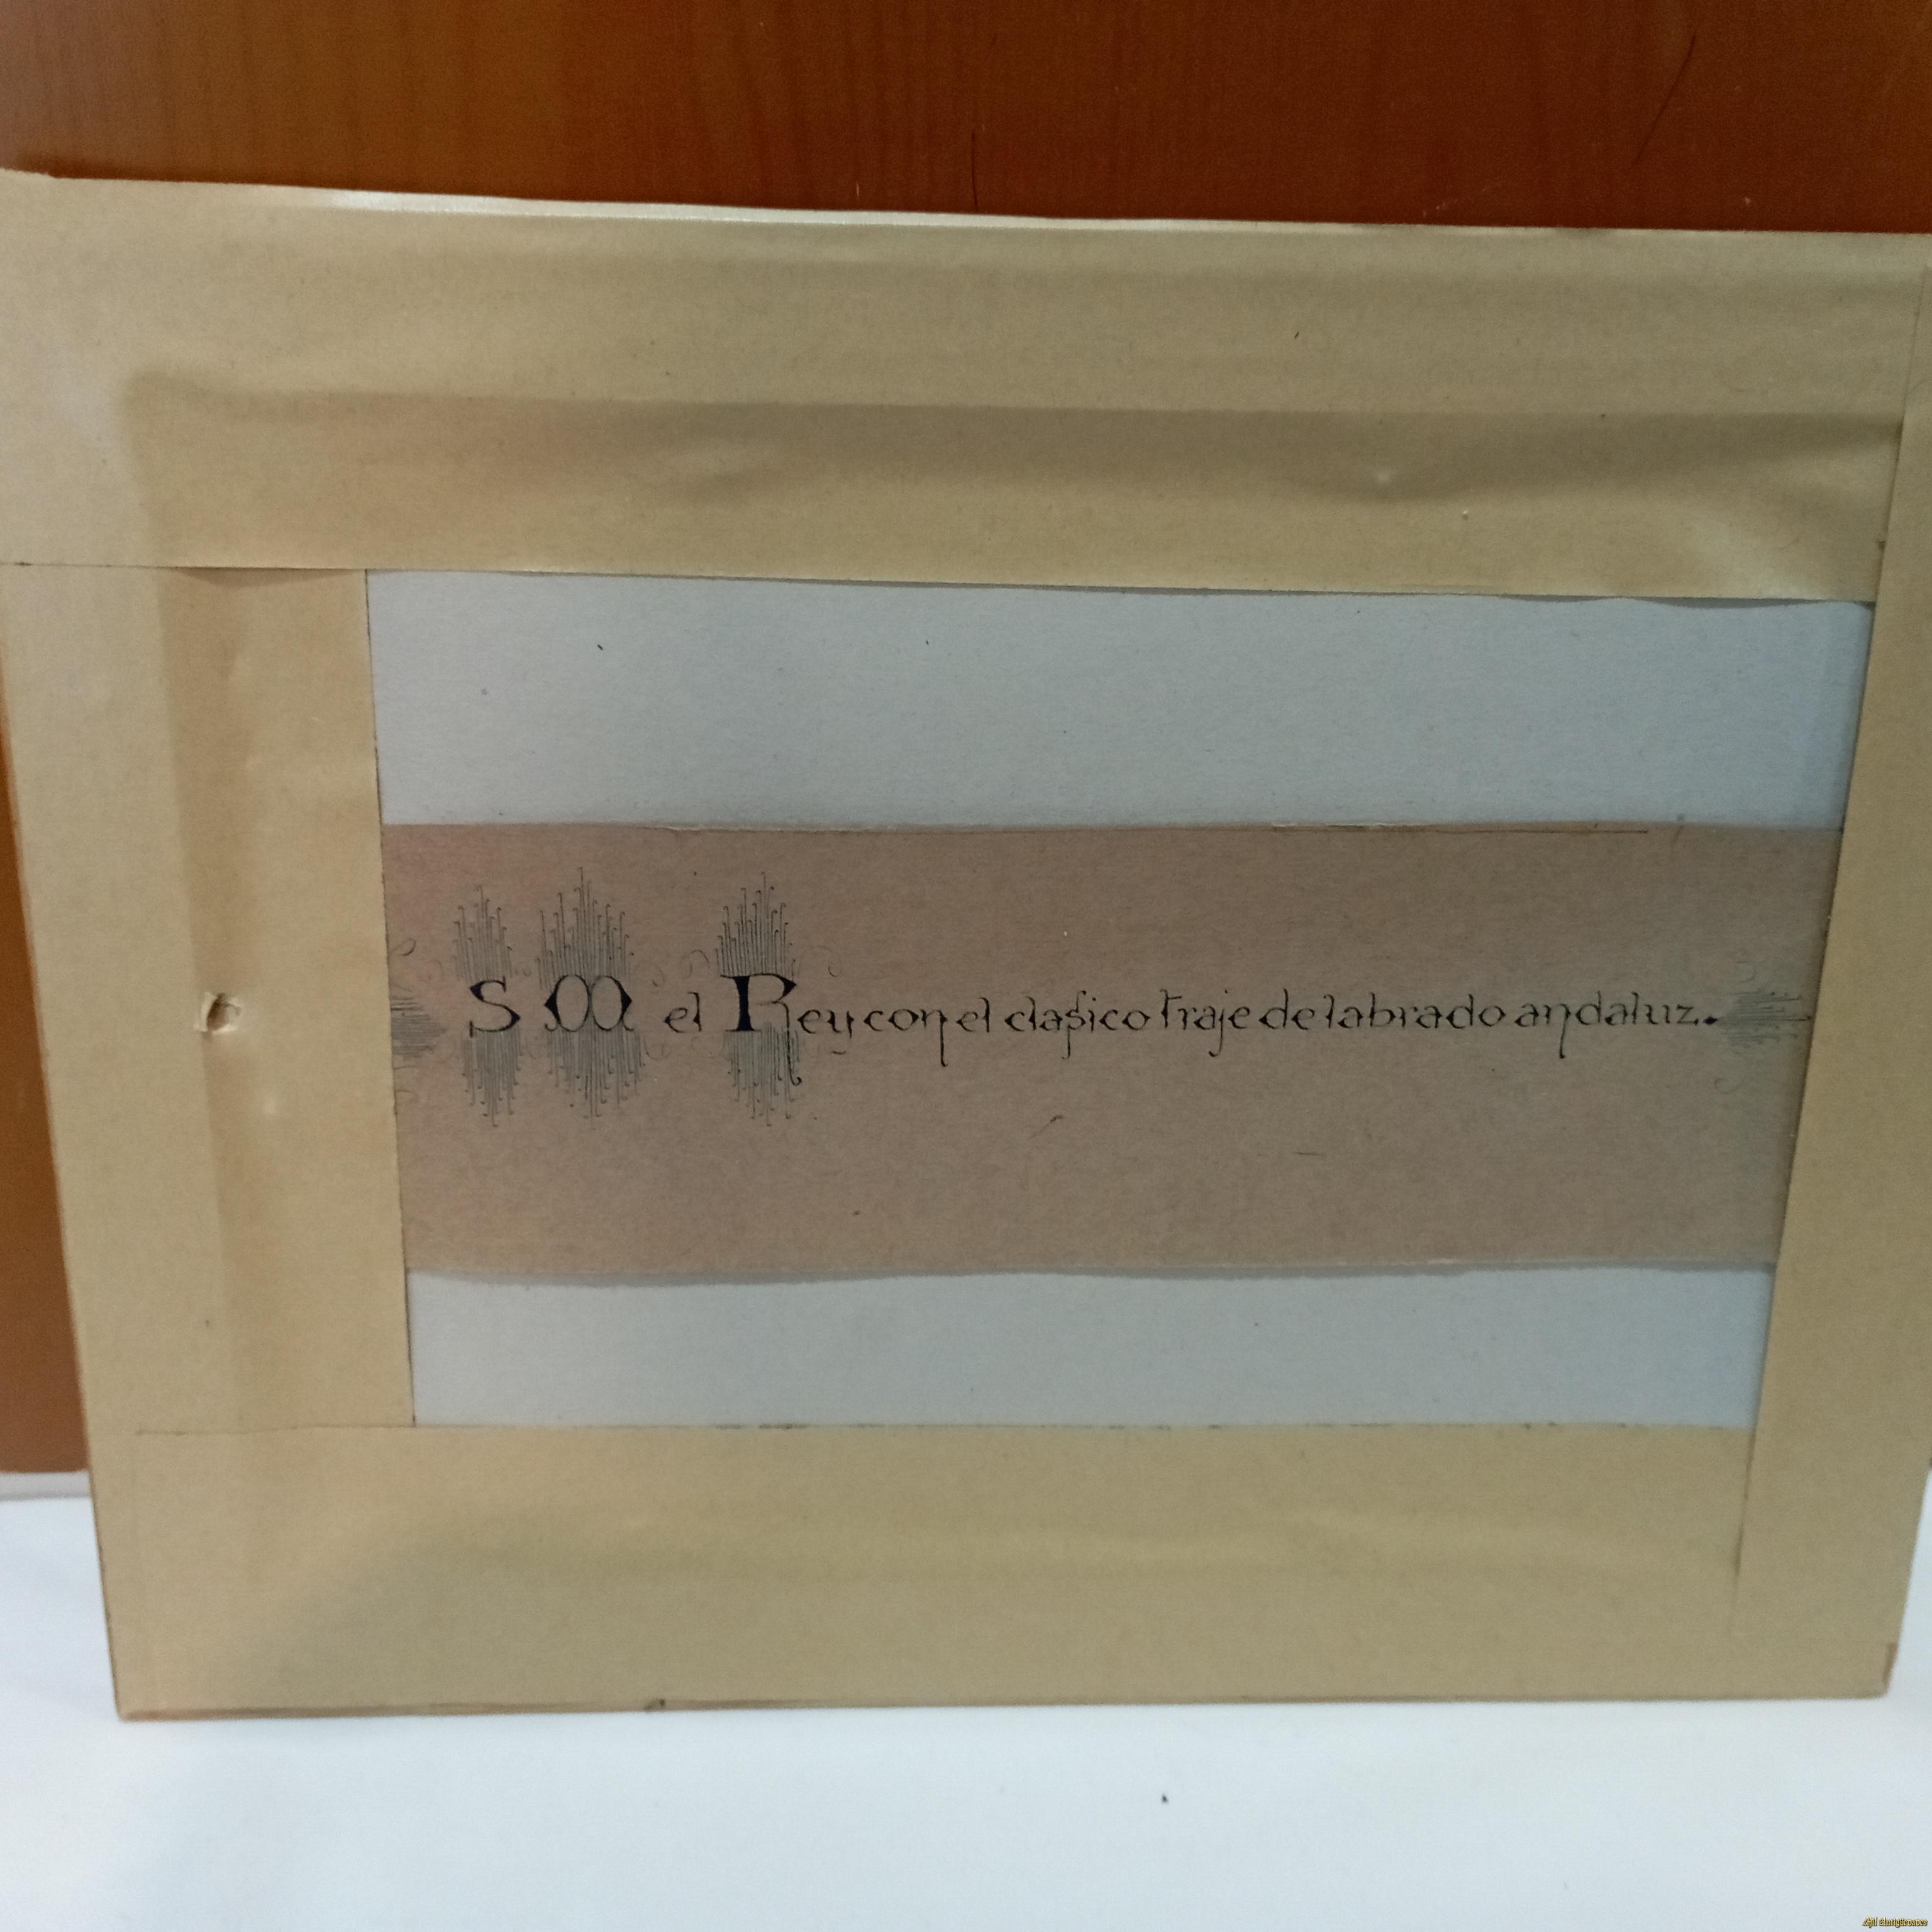 S M el Rey con el clasico traje de labrado andaluz.